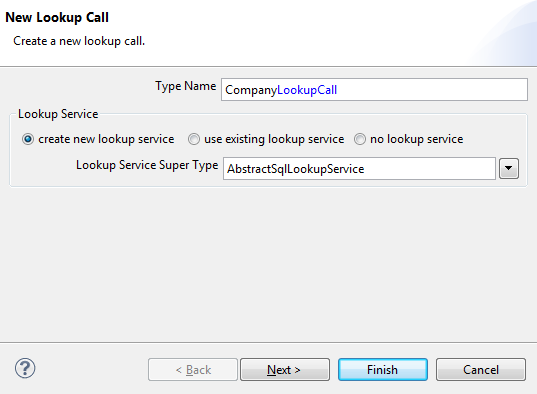 New Lookup Call
Create a new lookup call.
Type Name CompanyLookupCall
Lookup Service
create new lookup service use existing lookup service no lookup service
Lookup Service Super Type AbstractSqlLookupService
? < Back Next > Finish Cancel